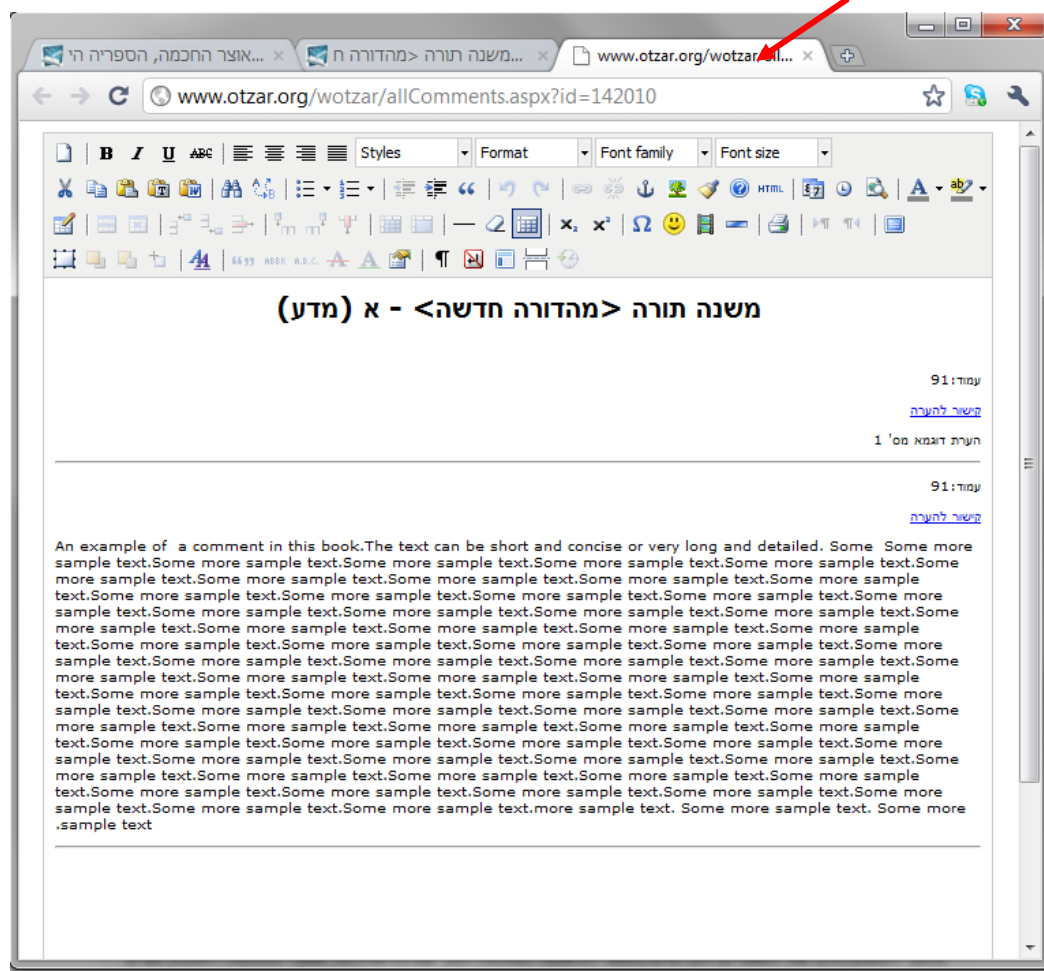 אוצר החכמה, הספריה הי...
משנה תורה <מהדורה ח...
www.otzar.org/wotzar/all...
www.otzar.org/wotzar/allComments.aspx?id=142010
B I U ABC Styles Format Font family Font size
HTML A ab
x₂ x² Ω
A ABBR A.B.C. A A ¶
משנה תורה <מהדורה חדשה> - א (מדע)
עמוד:91
קישור להערה
הערת דוגמא מס' 1
עמוד:91
קישור להערה
An example of  a comment in this book.The text can be short and concise or very long and detailed. Some  Some more
sample text.Some more sample text.Some more sample text.Some more sample text.Some more sample text.Some
more sample text.Some more sample text.Some more sample text.Some more sample text.Some more sample
text.Some more sample text.Some more sample text.Some more sample text.Some more sample text.Some more
sample text.Some more sample text.Some more sample text.Some more sample text.Some more sample text.Some
more sample text.Some more sample text.Some more sample text.Some more sample text.Some more sample
text.Some more sample text.Some more sample text.Some more sample text.Some more sample text.Some more
sample text.Some more sample text.Some more sample text.Some more sample text.Some more sample text.Some
more sample text.Some more sample text.Some more sample text.Some more sample text.Some more sample
text.Some more sample text.Some more sample text.Some more sample text.Some more sample text.Some more
sample text.Some more sample text.Some more sample text.Some more sample text.Some more sample text.Some
more sample text.Some more sample text.Some more sample text.Some more sample text.Some more sample
text.Some more sample text.Some more sample text.Some more sample text.Some more sample text.Some more
sample text.Some more sample text.Some more sample text.Some more sample text.Some more sample text.Some
more sample text.Some more sample text.Some more sample text.Some more sample text.Some more sample
text.Some more sample text.Some more sample text.Some more sample text.Some more sample text.Some more
sample text.Some more sample text.Some more sample text.more sample text. Some more sample text. Some more
.sample text